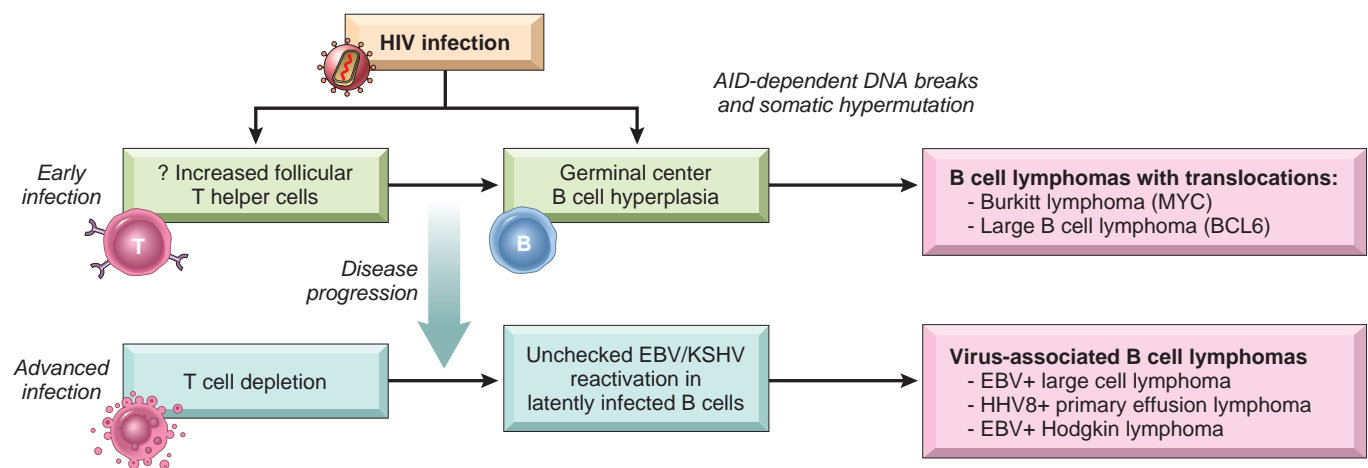 HIV infection
AID-dependent DNA breaks
and somatic hypermutation
Early
infection
? Increased follicular
T helper cells
T
Germinal center
B cell hyperplasia
B
B cell lymphomas with translocations:
- Burkitt lymphoma (MYC)
- Large B cell lymphoma (BCL6)
Disease
progression
Advanced
infection
T cell depletion
Unchecked EBV/KSHV
reactivation in
latently infected B cells
Virus-associated B cell lymphomas
- EBV+ large cell lymphoma
- HHV8+ primary effusion lymphoma
- EBV+ Hodgkin lymphoma